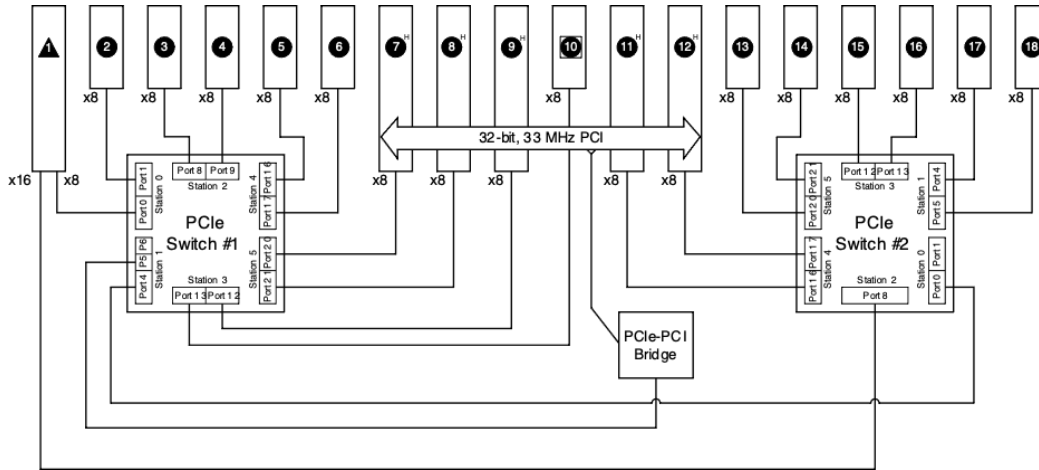 1 2 3 4 5 6 7 H 8 H 9 H 10 11 H 12 H 13 14 15 16 17 18
x8 x8 x8 x8 x8 x8 x8 x8 x8 x8 x8 x8
32-bit, 33 MHz PCI
x16 x8 x8 x8 x8 x8 x8
Port 1
Port 0
Station 0
Port 8 Port 9
Station 2
Station 4
Port 16
Port 17
PCIe
Switch #1
P6
P5
Port 4
Station 1
Station 3
Port 13 Port 12
Station 5
Port 20
Port 21
Port 21
Port 20
Station 5
Port 12 Port 13
Station 3
Station 1
Port 4
Port 5
PCIe
Switch #2
Port 17
Port 16
Station 4
Station 2
Port 8
Station 0
Port 1
Port 0
PCIe-PCI
Bridge